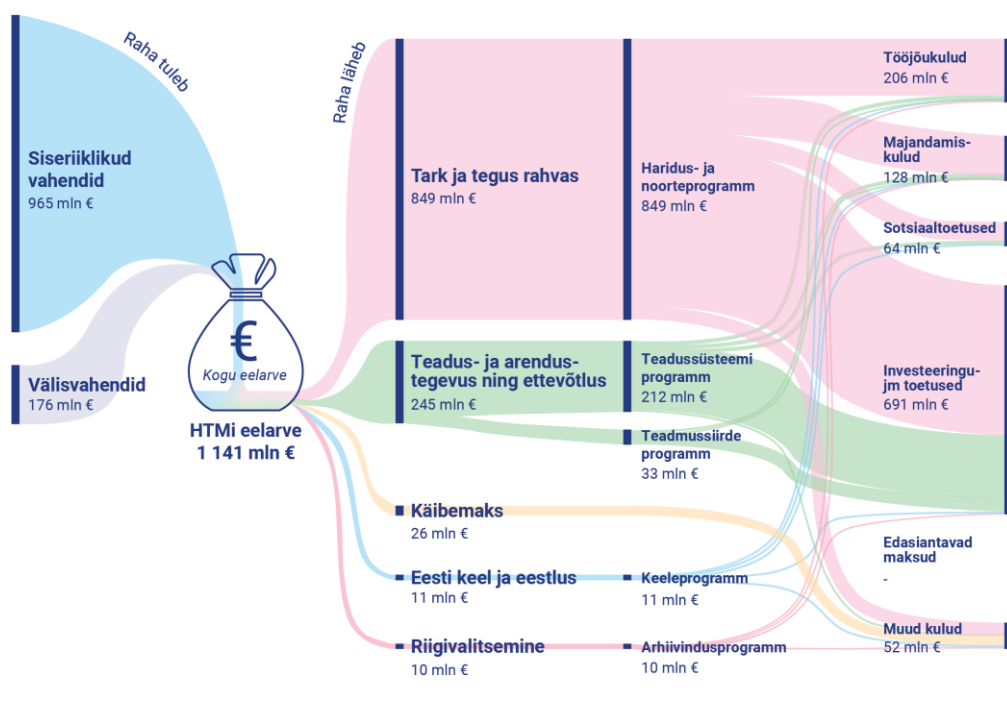 Raha tuleb
Siseriiklikud
vahendid
965 mln €
Välisvahendid
176 mln €
€
Kogu eelarve
HTMi eelarve
1 141 mln €
Raha läheb
Tark ja tegus rahvas
849 mln €
Teadus- ja arendus-
tegevus ning ettevõtlus
245 mln €
Käibemaks
26 mln €
Eesti keel ja eestlus
11 mln €
Riigivalitsemine
10 mln €
Haridus- ja
noorteprogramm
849 mln €
Teadussüsteemi
programm
212 mln €
Teadmussiirde
programm
33 mln €
Keeleprogramm
11 mln €
Arhiivindusprogramm
10 mln €
Tööjõukulud
206 mln €
Majandamis-
kulud
128 mln €
Sotsiaaltoetused
64 mln €
Investeeringu-
jm toetused
691 mln €
Edasiantavad
maksud
-
Muud kulud
52 mln €